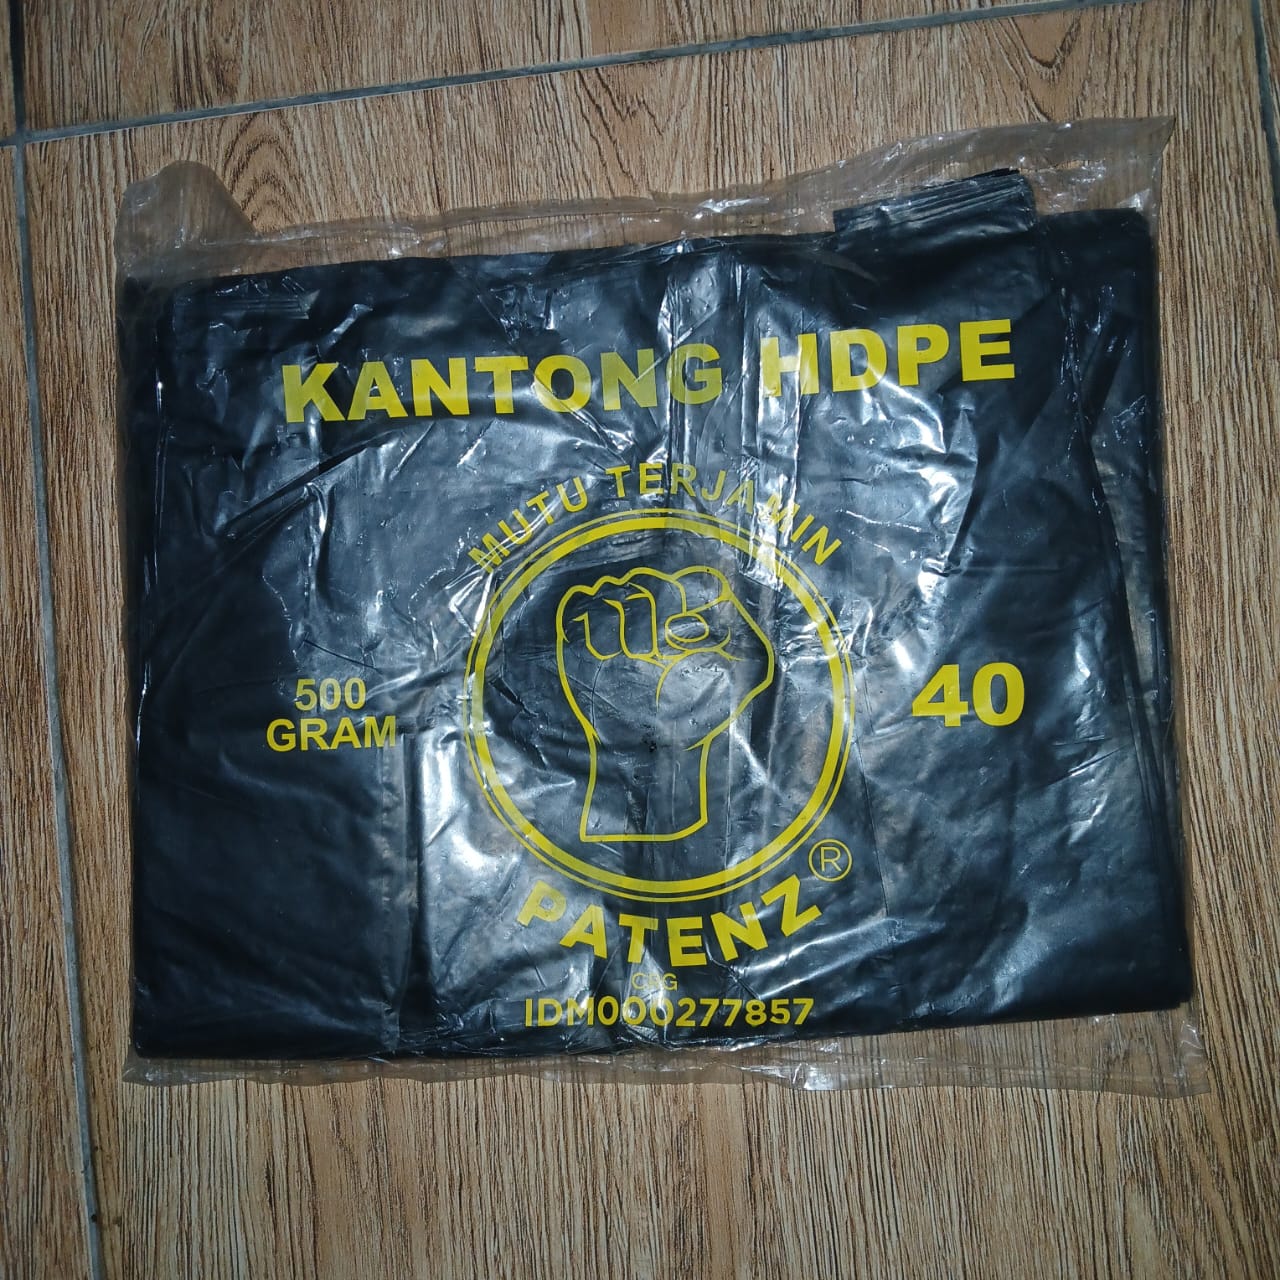 KANTONG HDPE
MUTU TERJAMIN
500
GRAM
40
PATENZ ®
IDM000277857